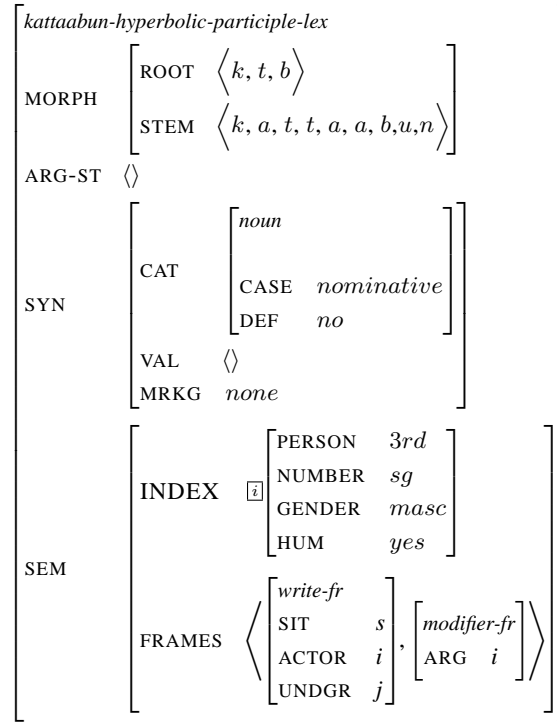 kattaabun-hyperbolic-participle-lex
MORPH
ROOT ⟨k, t, b⟩
STEM ⟨k, a, t, t, a, a, b,u,n⟩
ARG-ST ⟨⟩
SYN
CAT
noun
CASE nominative
DEF no
VAL ⟨⟩
MRKG none
SEM
INDEX i
PERSON 3rd
NUMBER sg
GENDER masc
HUM yes
FRAMES
write-fr
SIT s
ACTOR i
UNDGR j
,
modifier-fr
ARG i